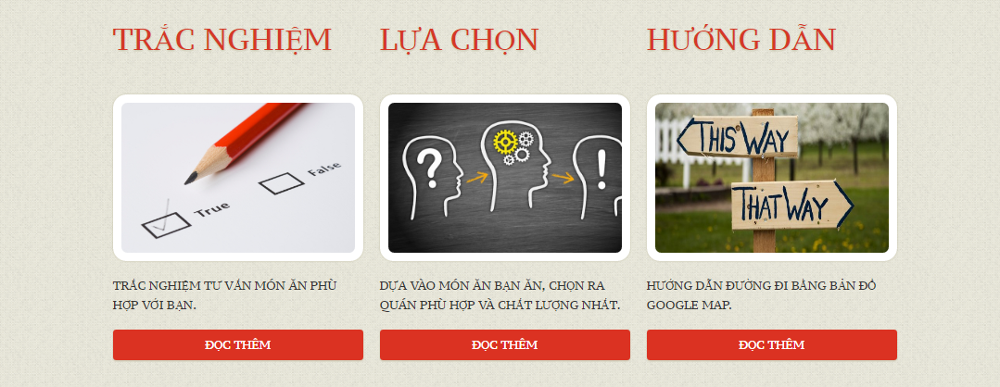 TRẮC NGHIỆM
LỰA CHỌN
HƯỚNG DẪN
True
False
?
!
THIS WAY
THAT WAY
TRẮC NGHIỆM TƯ VẤN MÓN ĂN PHÙ
HỢP VỚI BẠN.
DỰA VÀO MÓN ĂN BẠN ĂN, CHỌN RA
QUÁN PHÙ HỢP VÀ CHẤT LƯỢNG NHẤT.
HƯỚNG DẪN ĐƯỜNG ĐI BẰNG BẢN ĐỒ
GOOGLE MAP.
ĐỌC THÊM
ĐỌC THÊM
ĐỌC THÊM